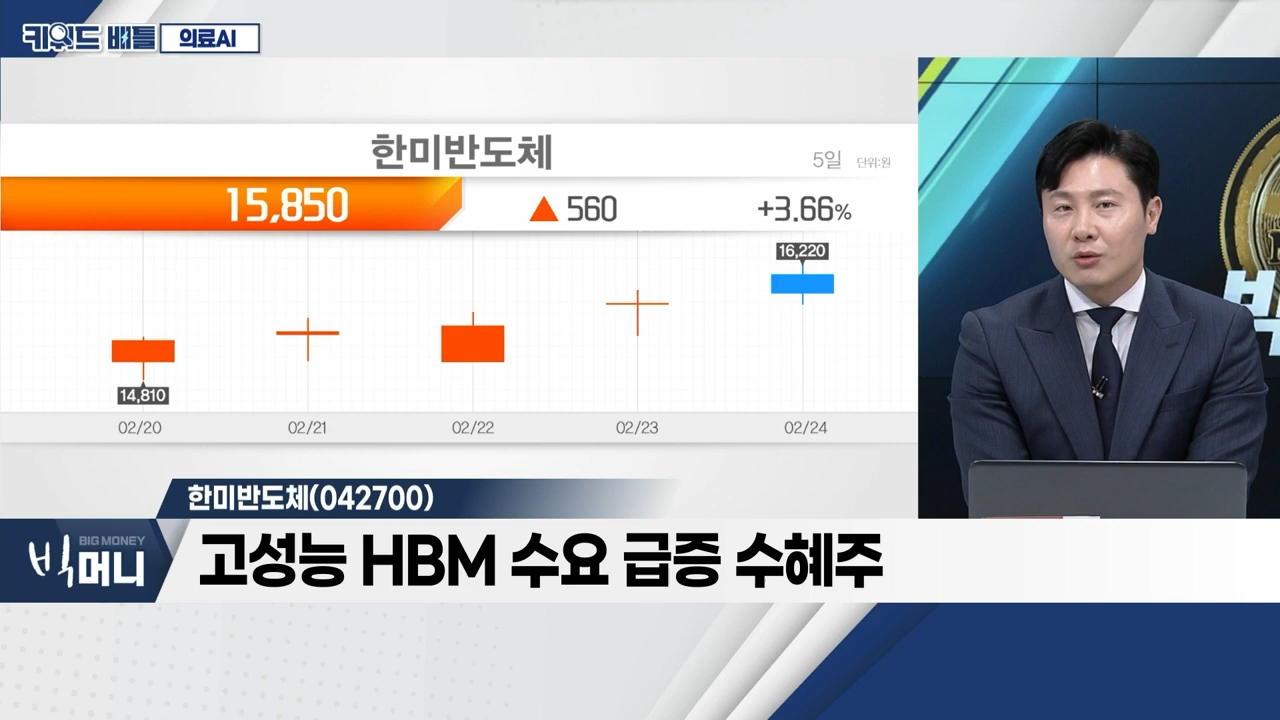 키워드 배틀 의료AI
한미반도체
5일 단위:원
15,850 ▲560 +3.66%
16,220
14,810
02/20 02/21 02/22 02/23 02/24
한미반도체(042700)
BIG MONEY
빅머니
고성능 HBM 수요 급증 수혜주